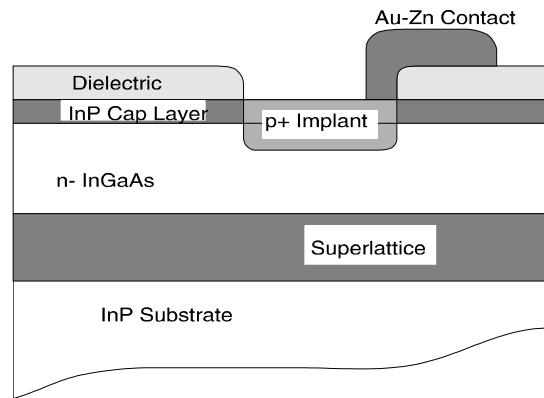 Au-Zn Contact
Dielectric
InP Cap Layer
p+ Implant
n- InGaAs
Superlattice
InP Substrate